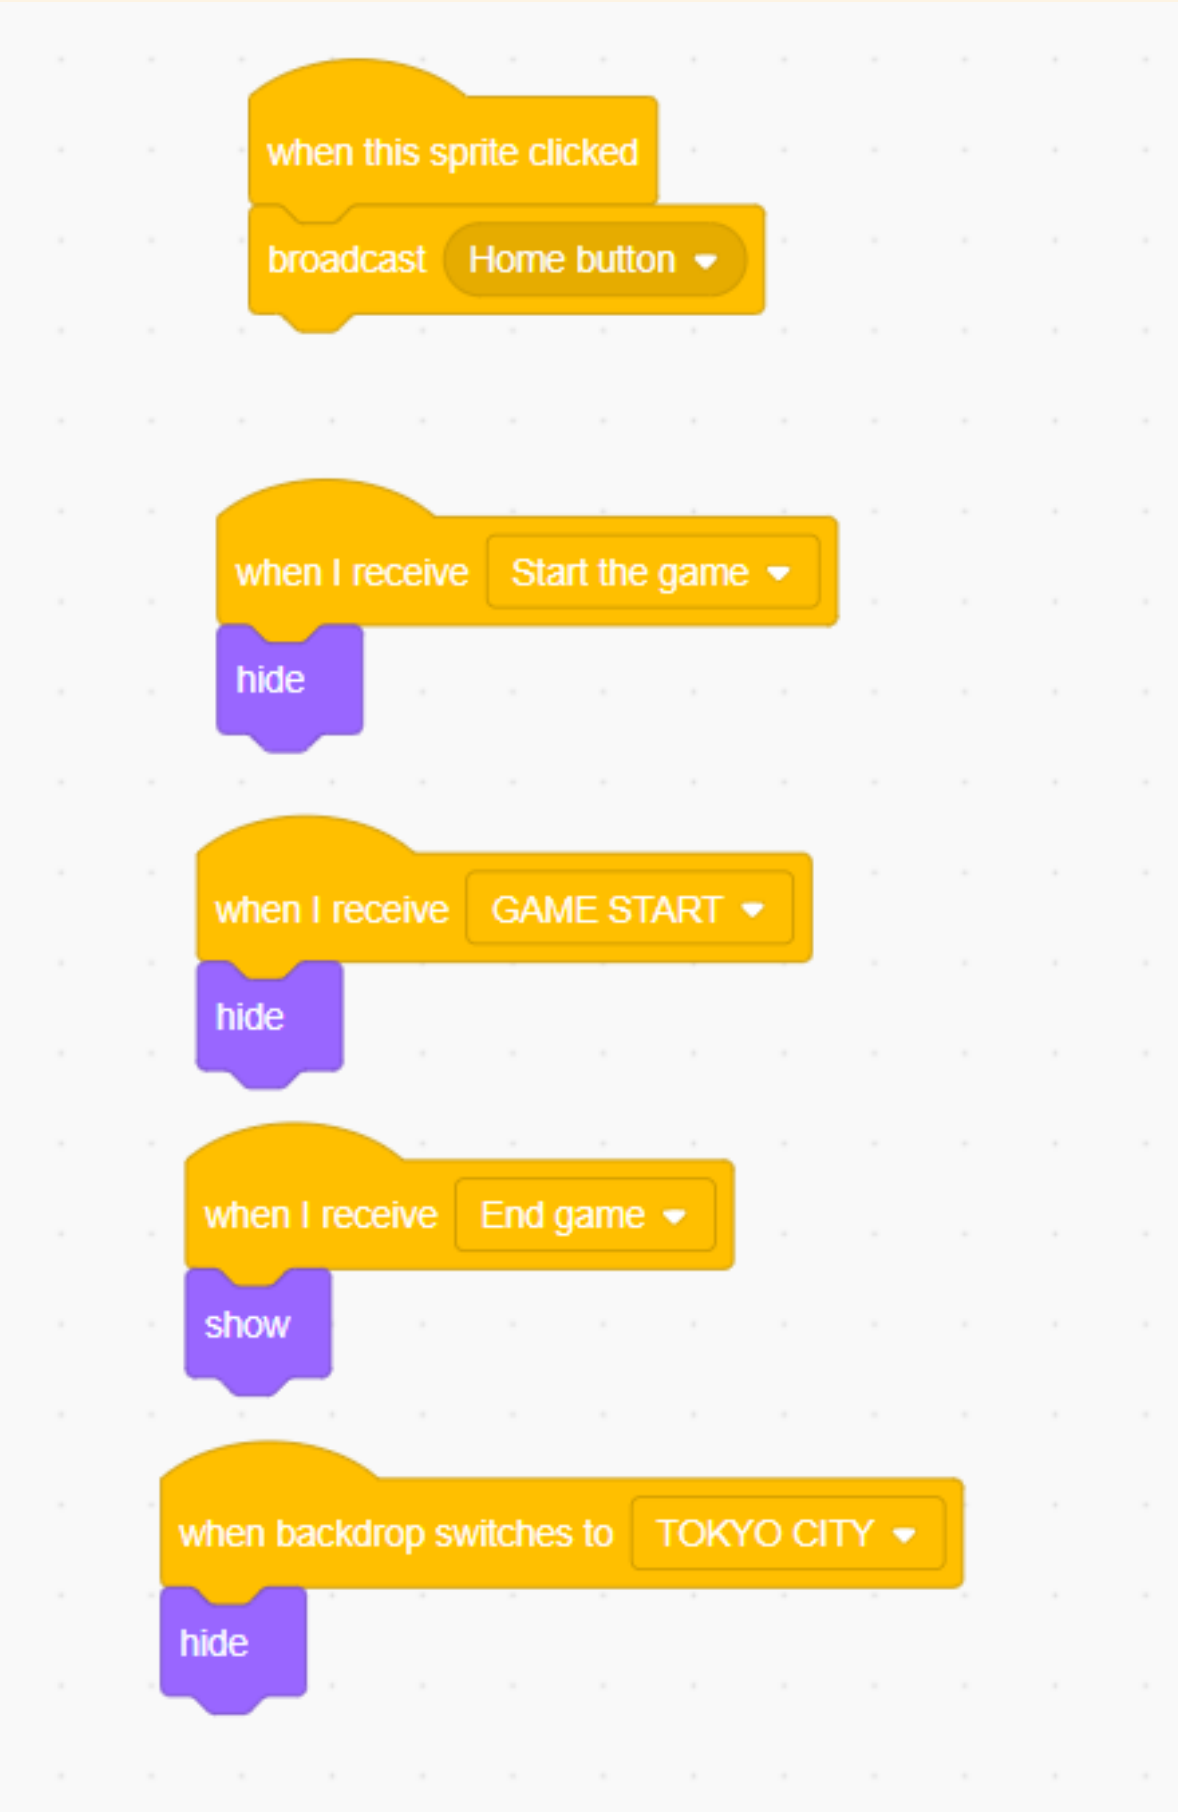 when this sprite clicked
broadcast Home button
when I receive Start the game
hide
when I receive GAME START
hide
when I receive End game
show
when backdrop switches to TOKYO CITY
hide